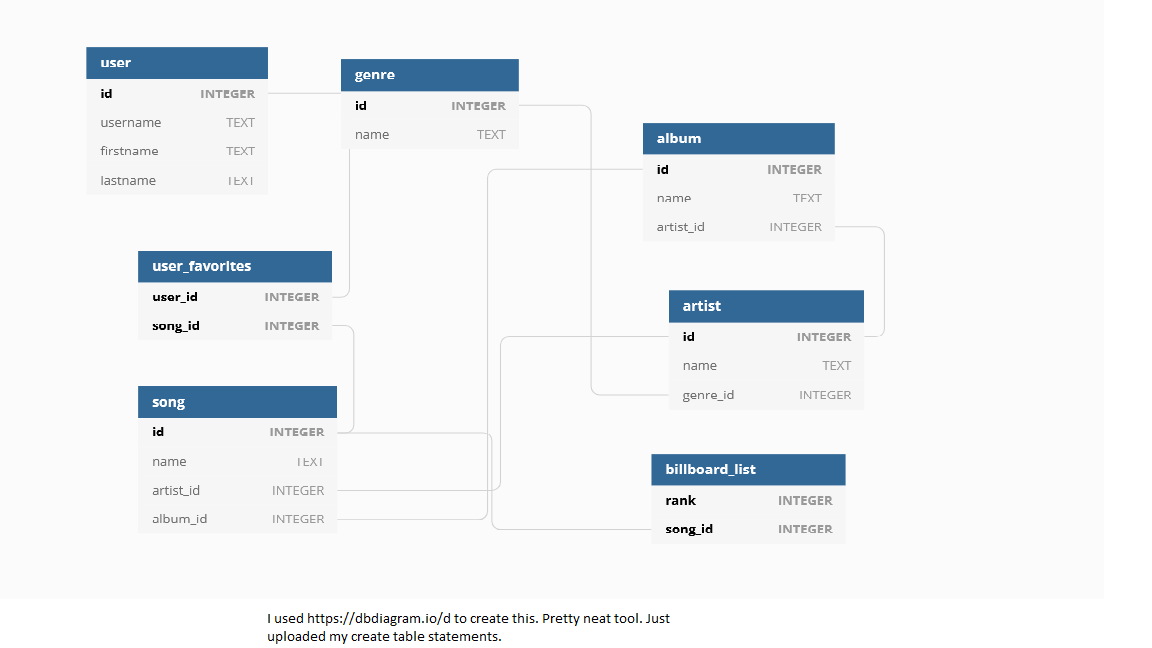 user
id INTEGER
username TEXT
firstname TEXT
lastname TEXT
genre
id INTEGER
name TEXT
album
id INTEGER
name TEXT
artist_id INTEGER
user_favorites
user_id INTEGER
song_id INTEGER
artist
id INTEGER
name TEXT
genre_id INTEGER
song
id INTEGER
name TEXT
artist_id INTEGER
album_id INTEGER
billboard_list
rank INTEGER
song_id INTEGER
I used https://dbdiagram.io/d to create this. Pretty neat tool. Just
uploaded my create table statements.